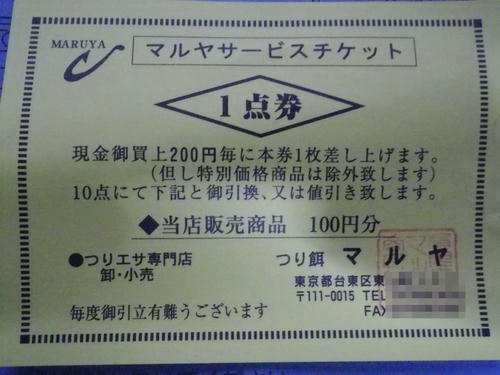 MARUYA
マルヤサービスチケット
1点券
現金御買上200円毎に本券1枚差し上げます。
(但し特別価格商品は除外致します)
10点にて下記と御引換、又は値引き致します。
◆当店販売商品 100円分
●つりエサ専門店
卸・小売
つり餌 マルヤ
東京都台東区東
〒111-0015 TEL
FAX
毎度御引立有難うございます